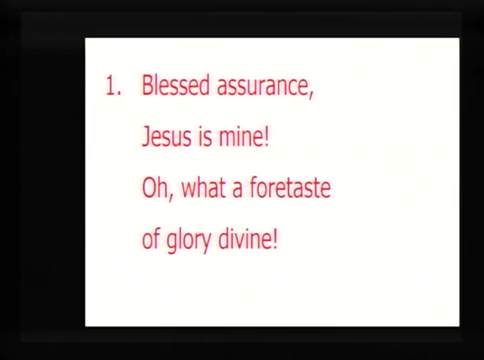 1. Blessed assurance,
Jesus is mine!
Oh, what a foretaste
of glory divine!